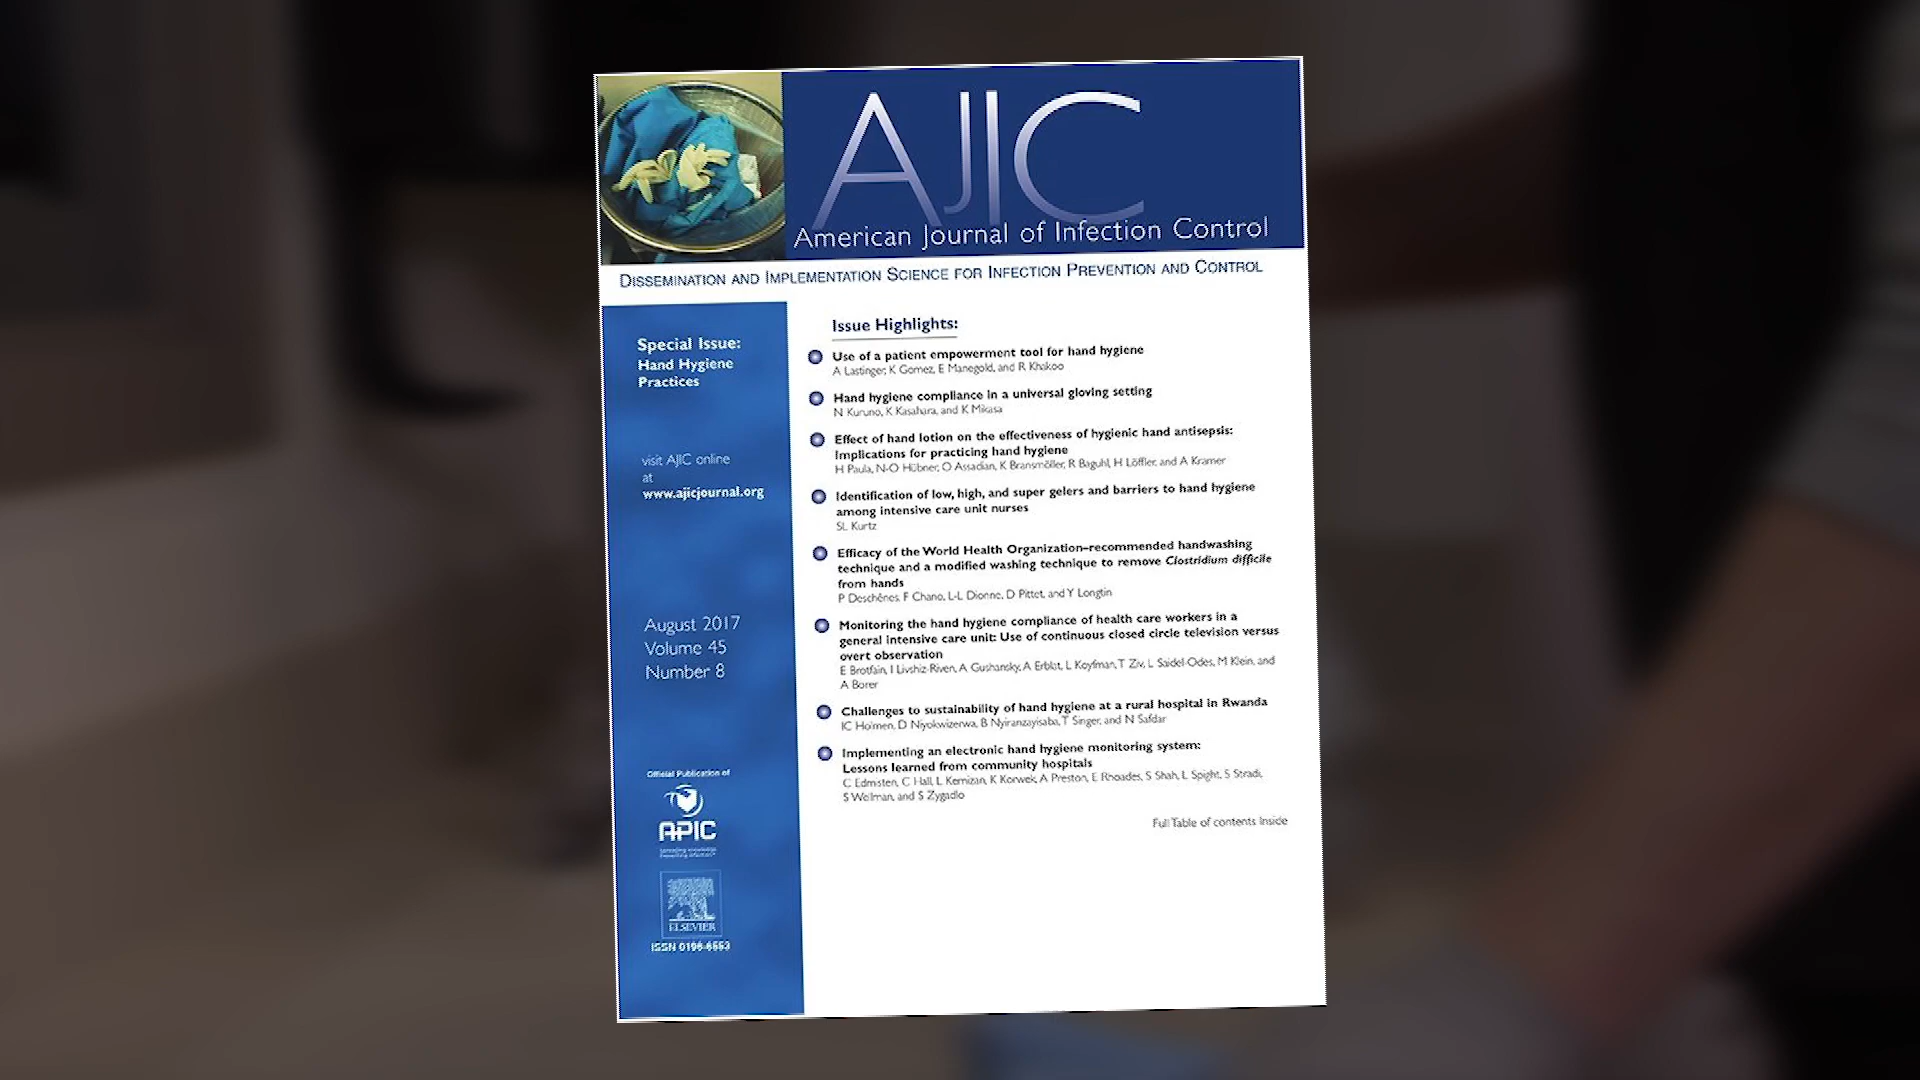 AJIC
American Journal of Infection Control
Dissemination and Implementation Science for Infection Prevention and Control
Special Issue:
Hand Hygiene
Practices
visit AJIC online
at
www.ajicjournal.org
August 2017
Volume 45
Number 8
Official Publication of
APIC
ELSEVIER
ISSN 0196-6553
Issue Highlights:
Use of a patient empowerment tool for hand hygiene
A Lastinger, K Gomez, E Manegold, and R Khakoo
Hand hygiene compliance in a universal gloving setting
N Kuruno, K Kasahara, and K Mikasa
Effect of hand lotion on the effectiveness of hygienic hand antisepsis:
Implications for practicing hand hygiene
H Paula, N-O Hübner, O Assadian, K Bransmöller, R Baguhl, H Löffler, and A Kramer
Identification of low, high, and super gelers and barriers to hand hygiene
among intensive care unit nurses
SL Kurtz
Efficacy of the World Health Organization–recommended handwashing
technique and a modified washing technique to remove Clostridium difficile
from hands
P Deschênes, F Chano, L-L Dionne, D Pittet, and Y Longtin
Monitoring the hand hygiene compliance of health care workers in a
general intensive care unit: Use of continuous closed circle television versus
overt observation
E Brotfain, I Livshiz-Riven, A Gushansky, A Erblat, L Koyfman, T Ziv, L Saidel-Odes, M Klein, and
A Borer
Challenges to sustainability of hand hygiene at a rural hospital in Rwanda
IC Holmen, D Niyokwizerwa, B Nyiranzayisaba, T Singer, and N Safdar
Implementing an electronic hand hygiene monitoring system:
Lessons learned from community hospitals
C Edmisten, C Hall, L Kernizan, K Korwek, A Preston, E Rhoades, S Shah, L Spight, S Stradi,
S Wellman, and S Zygadlo
Full Table of contents Inside